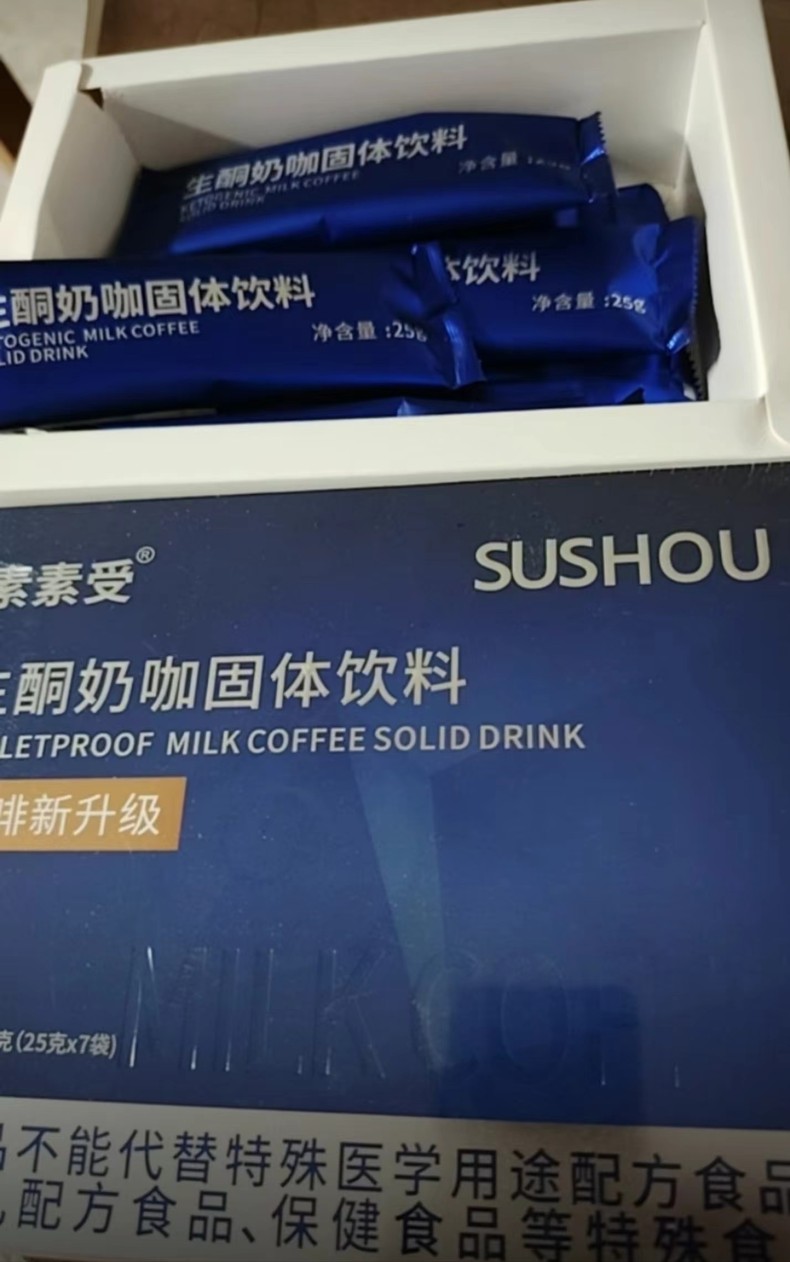 生酮奶咖固体饮料
净含量
KETOGENIC MILK COFFEE
SOLID DRINK
体饮料
净含量:25g
生酮奶咖固体饮料
TOGENIC MILK COFFEE
LID DRINK
净含量:25g
素素受®
SUSHOU
生酮奶咖固体饮料
LETPROOF MILK COFFEE SOLID DRINK
啡新升级
MILK COF
克(25克x7袋)
品不能代替特殊医学用途配方食品
配方食品、保健食品等特殊食